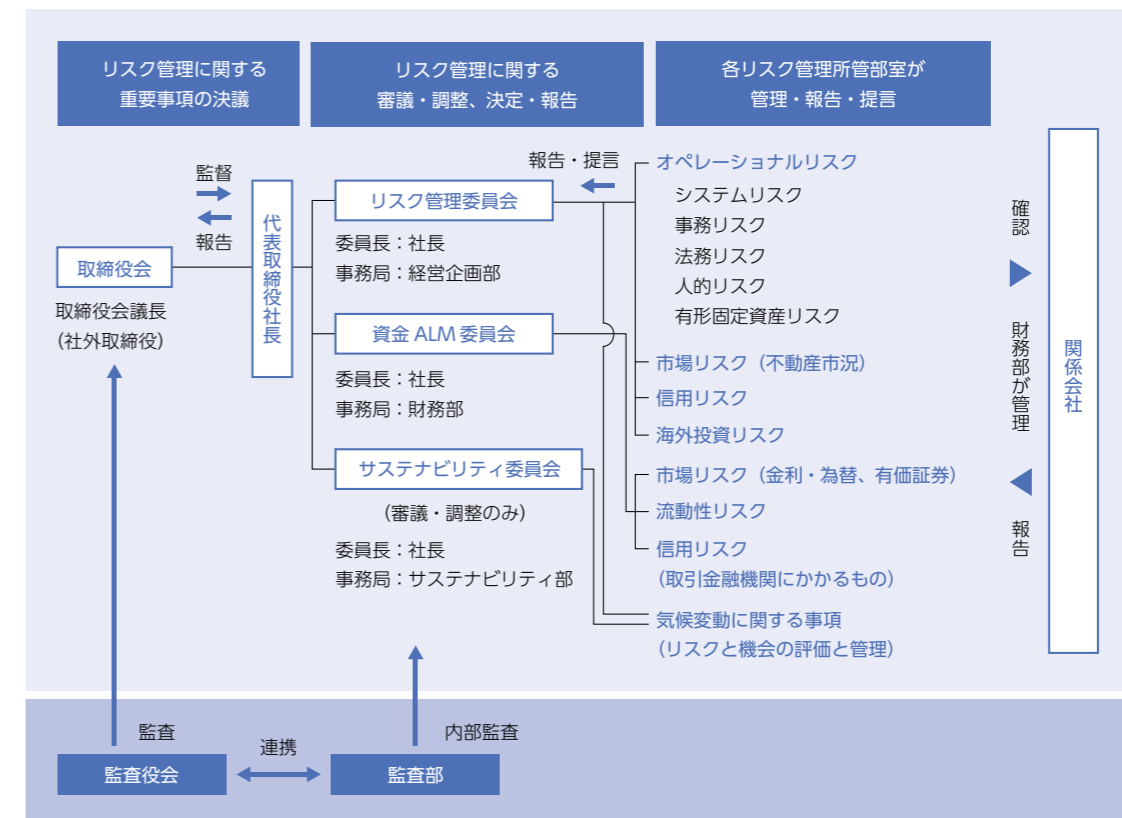 リスク管理に関する
重要事項の決議
リスク管理に関する
審議・調整、決定・報告
各リスク管理所管部室が
管理・報告・提言
監督
報告
取締役会
取締役会議長
(社外取締役)
代表取締役社長
リスク管理委員会
委員長：社長
事務局：経営企画部
資金 ALM 委員会
委員長：社長
事務局：財務部
サステナビリティ委員会
(審議・調整のみ)
委員長：社長
事務局：サステナビリティ部
報告・提言
オペレーショナルリスク
システムリスク
事務リスク
法務リスク
人的リスク
有形固定資産リスク
市場リスク（不動産市況）
信用リスク
海外投資リスク
市場リスク（金利・為替、有価証券）
流動性リスク
信用リスク
（取引金融機関にかかるもの）
気候変動に関する事項
（リスクと機会の評価と管理）
確認
財務部が管理
報告
関係会社
監査
連携
内部監査
監査役会
監査部